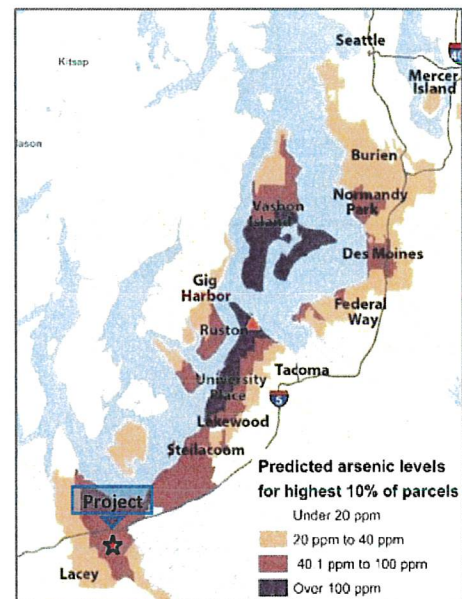 Seattle
Kitsap
Mercer
Island
Burien
Vashon
Island
Normandy
Park
Des Moines
Gig
Harbor
Federal
Way
Ruston
Tacoma
University
Place
5
Lakewood
Steilacoom
Project
Lacey
Predicted arsenic levels
for highest 10% of parcels
Under 20 ppm
20 ppm to 40 ppm
40 1 ppm to 100 ppm
Over 100 ppm